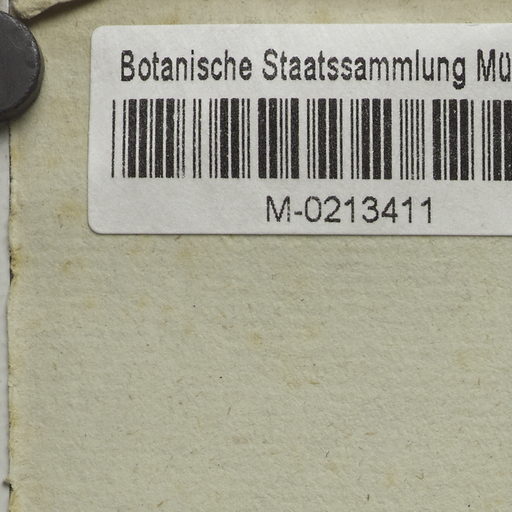 Botanische Staatssammlung Mü
M-0213411